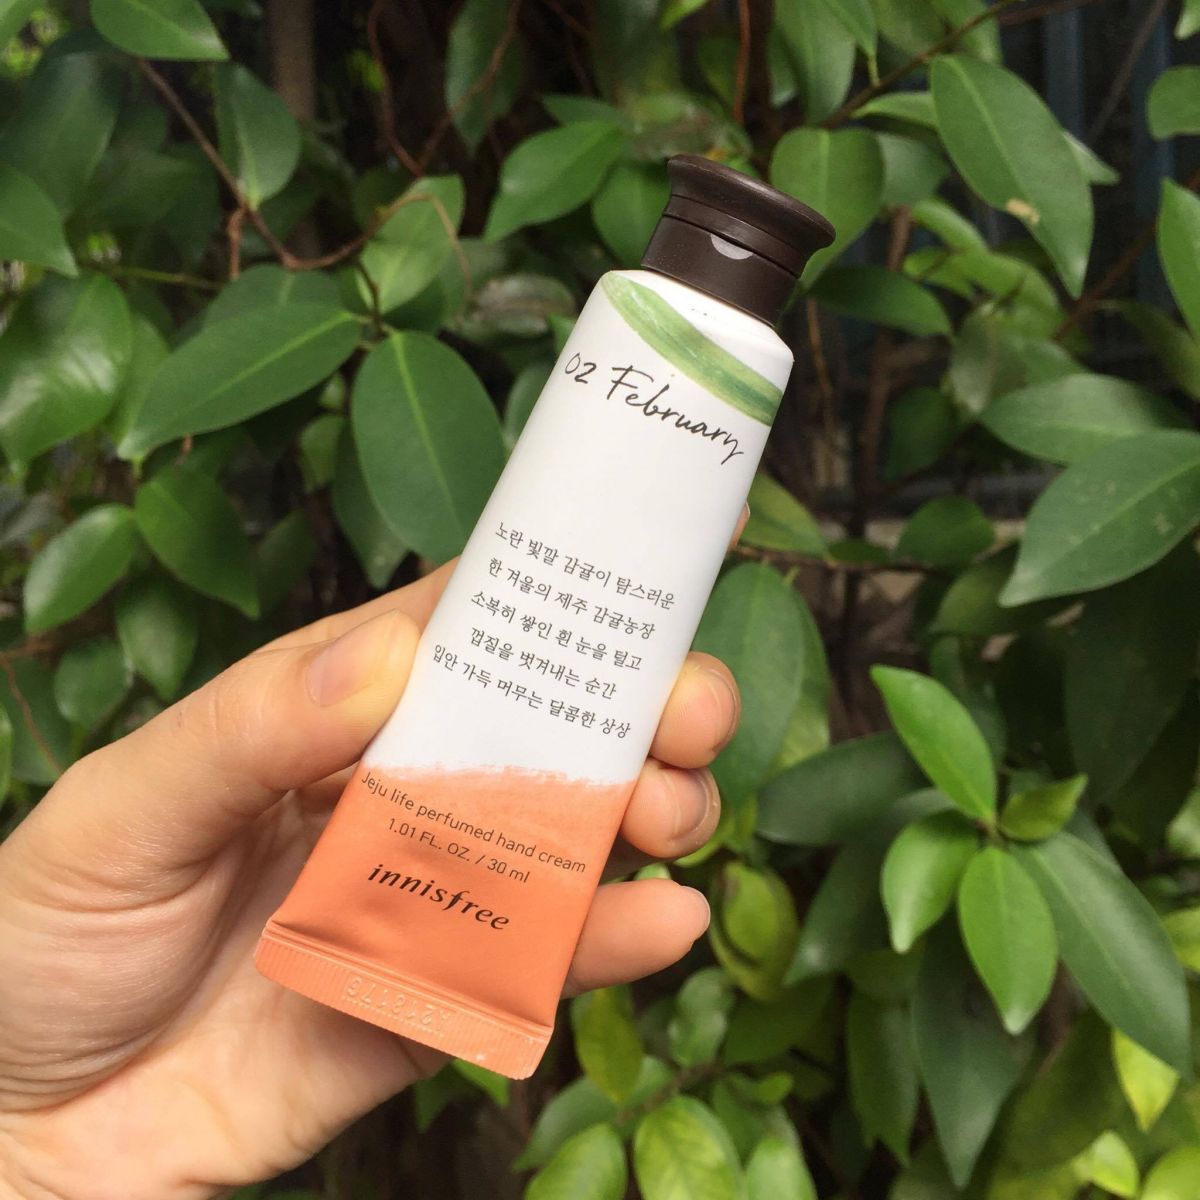 02 February
노란 빛깔 감귤이 탐스러운
한 겨울의 제주 감귤농장
소복히 쌓인 흰 눈을 털고
껍질을 벗겨내는 순간
입안 가득 머무는 달콤한 상상
Jeju life perfumed hand cream
1.01 FL. OZ. / 30 ml
innisfree